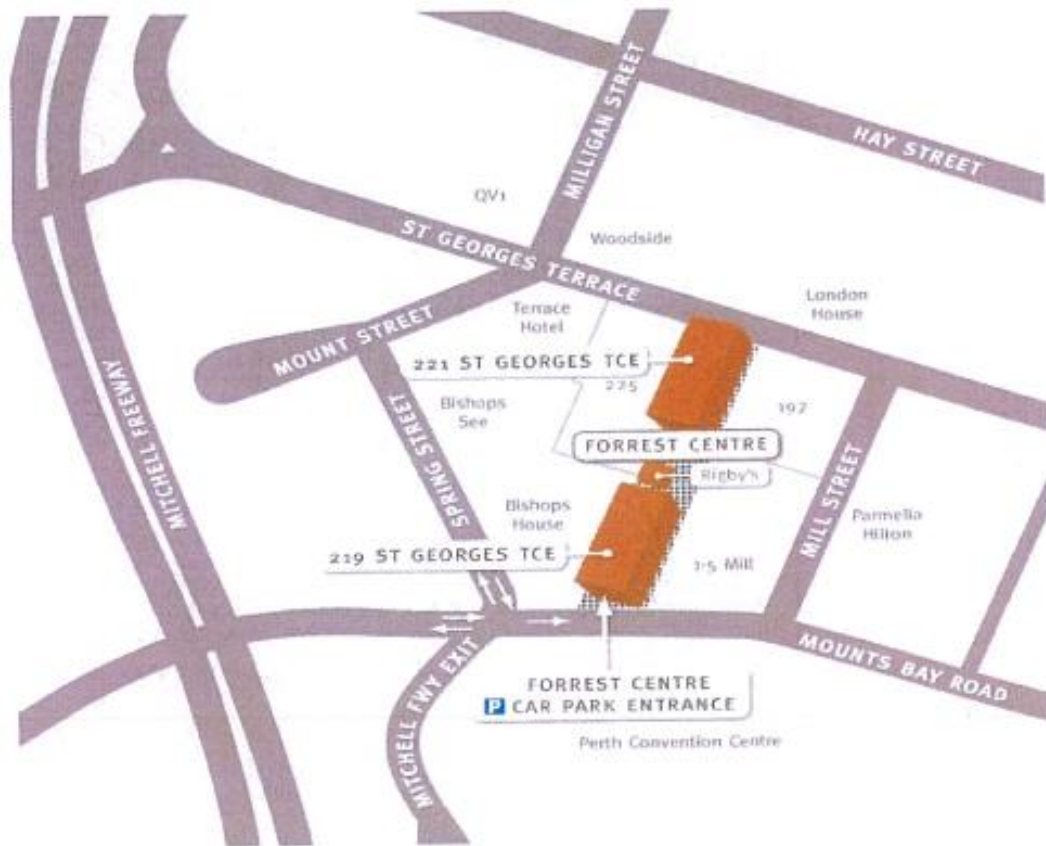 HAY STREET
MILLIGAN STREET
QV1
Woodside
ST GEORGES TERRACE
London
House
Terrace
Hotel
MOUNT STREET
221 ST GEORGES TCE
225
197
Bishops
See
FORREST CENTRE
Rigby's
MITCHELL FREEWAY
SPRING STREET
MILL STREET
Bishops
House
Parmelia
Hilton
219 ST GEORGES TCE
1-5 Mill
MOUNTS BAY ROAD
MITCHELL FWY EXIT
FORREST CENTRE
P CAR PARK ENTRANCE
Perth Convention Centre